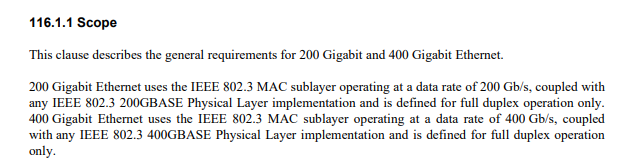 116.1.1 Scope
This clause describes the general requirements for 200 Gigabit and 400 Gigabit Ethernet.
200 Gigabit Ethernet uses the IEEE 802.3 MAC sublayer operating at a data rate of 200 Gb/s, coupled with
any IEEE 802.3 200GBASE Physical Layer implementation and is defined for full duplex operation only.
400 Gigabit Ethernet uses the IEEE 802.3 MAC sublayer operating at a data rate of 400 Gb/s, coupled
with any IEEE 802.3 400GBASE Physical Layer implementation and is defined for full duplex operation
only.